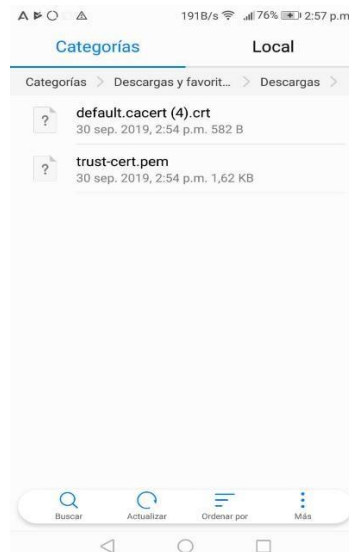 191B/s 76% 2:57 p.m
Categorías Local
Categorías > Descargas y favorit... > Descargas >
default.cacert (4).crt
30 sep. 2019, 2:54 p.m. 582 B
trust-cert.pem
30 sep. 2019, 2:54 p.m. 1,62 KB
Buscar Actualizar Ordenar por Más